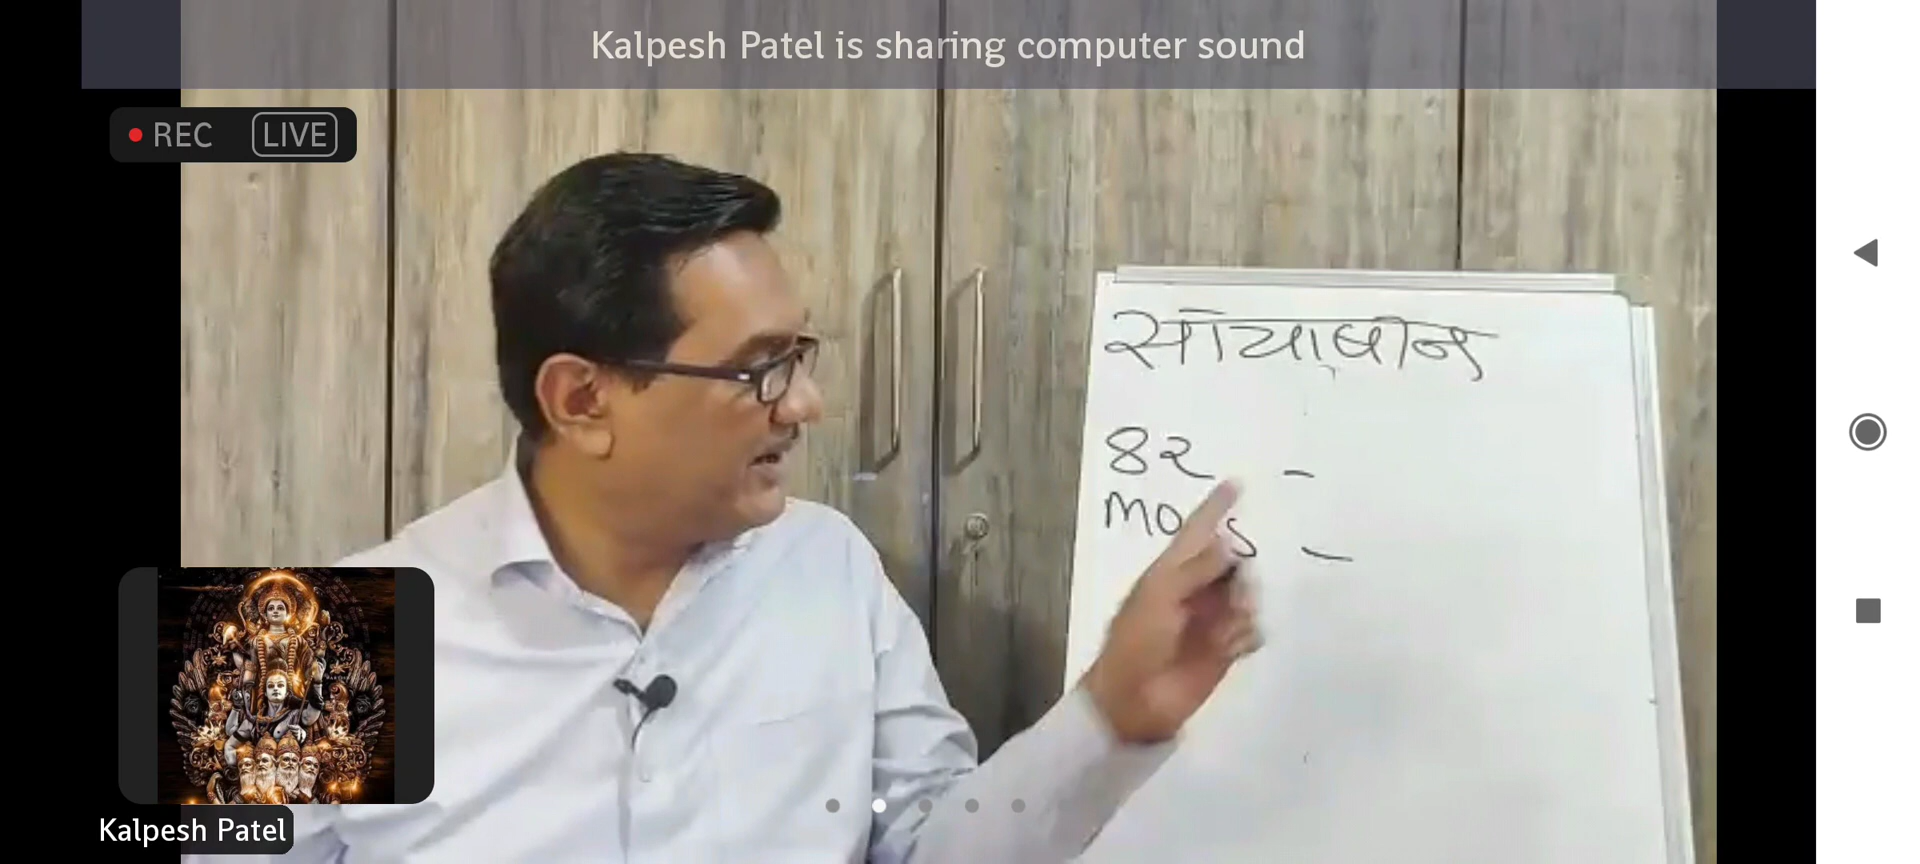 Kalpesh Patel is sharing computer sound
REC LIVE
सोयाबीन
82 -
Kalpesh Patel